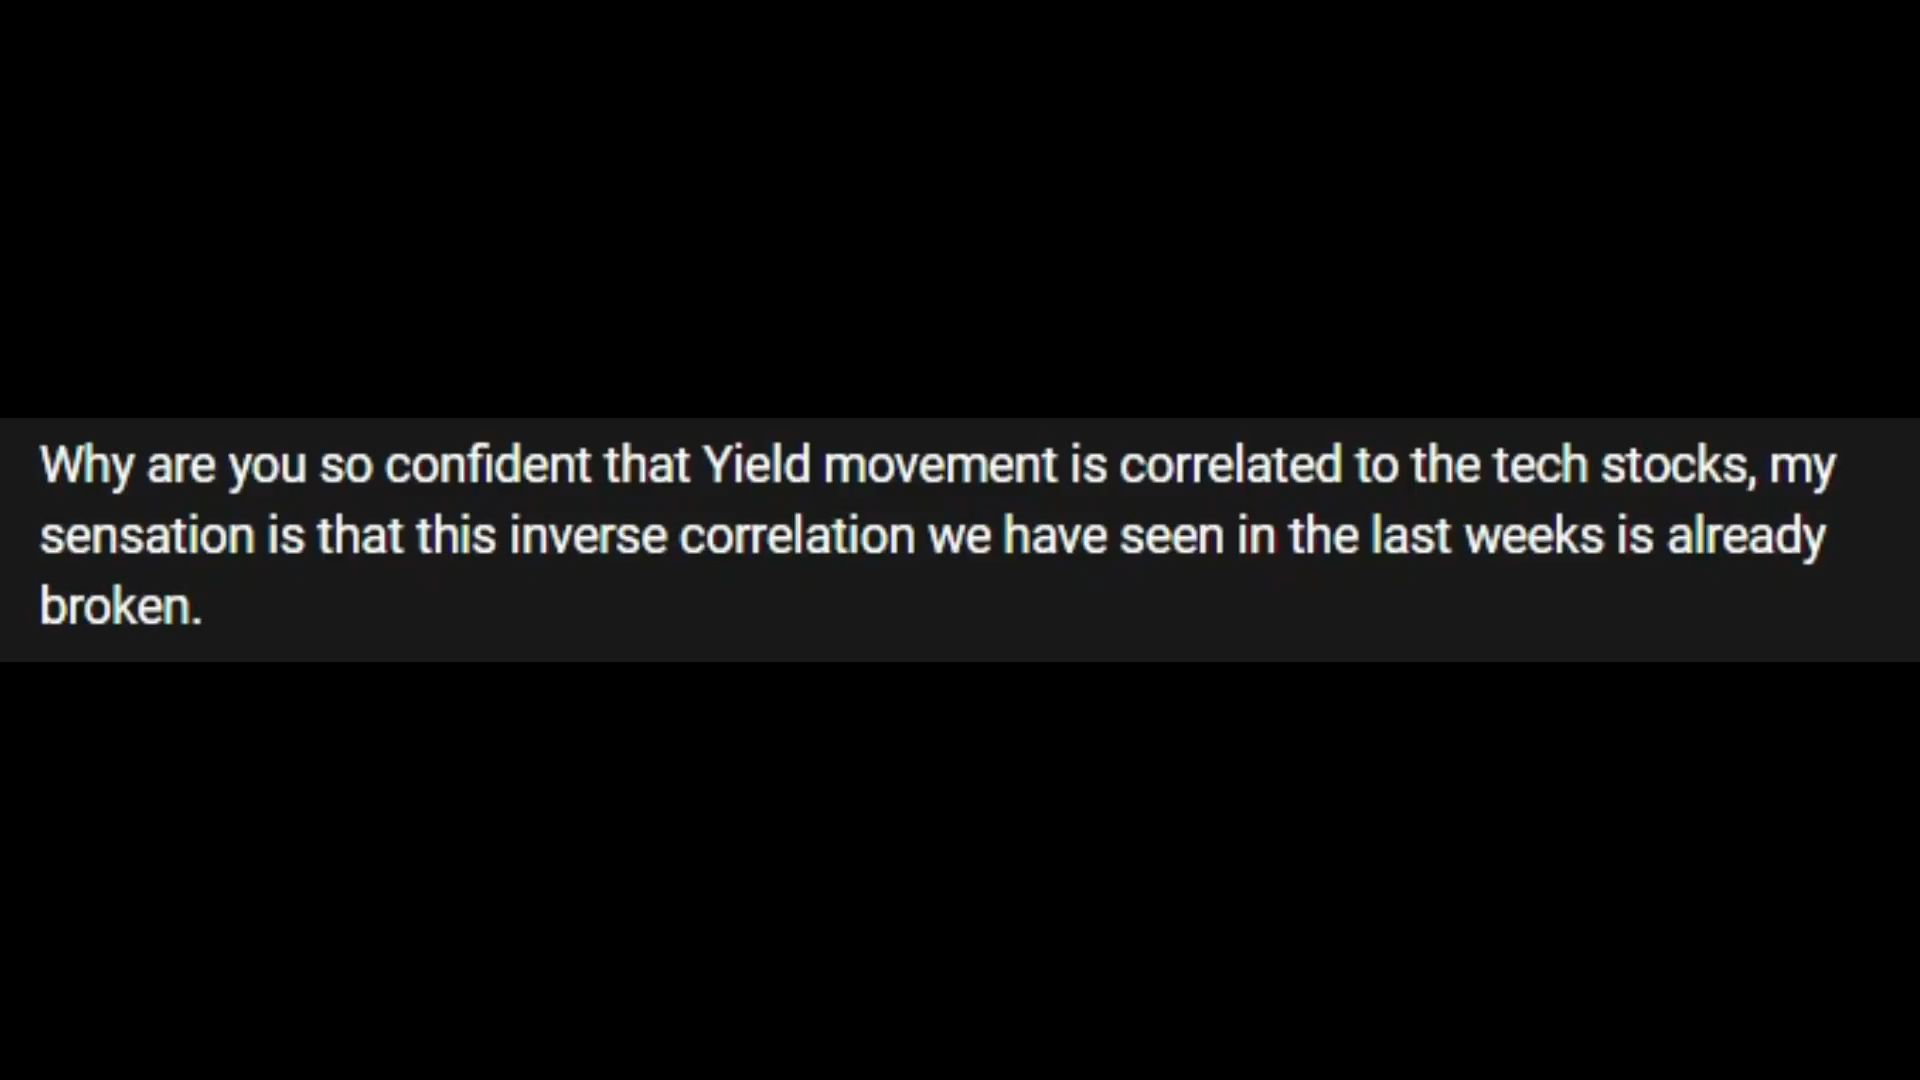 Why are you so confident that Yield movement is correlated to the tech stocks, my
sensation is that this inverse correlation we have seen in the last weeks is already
broken.